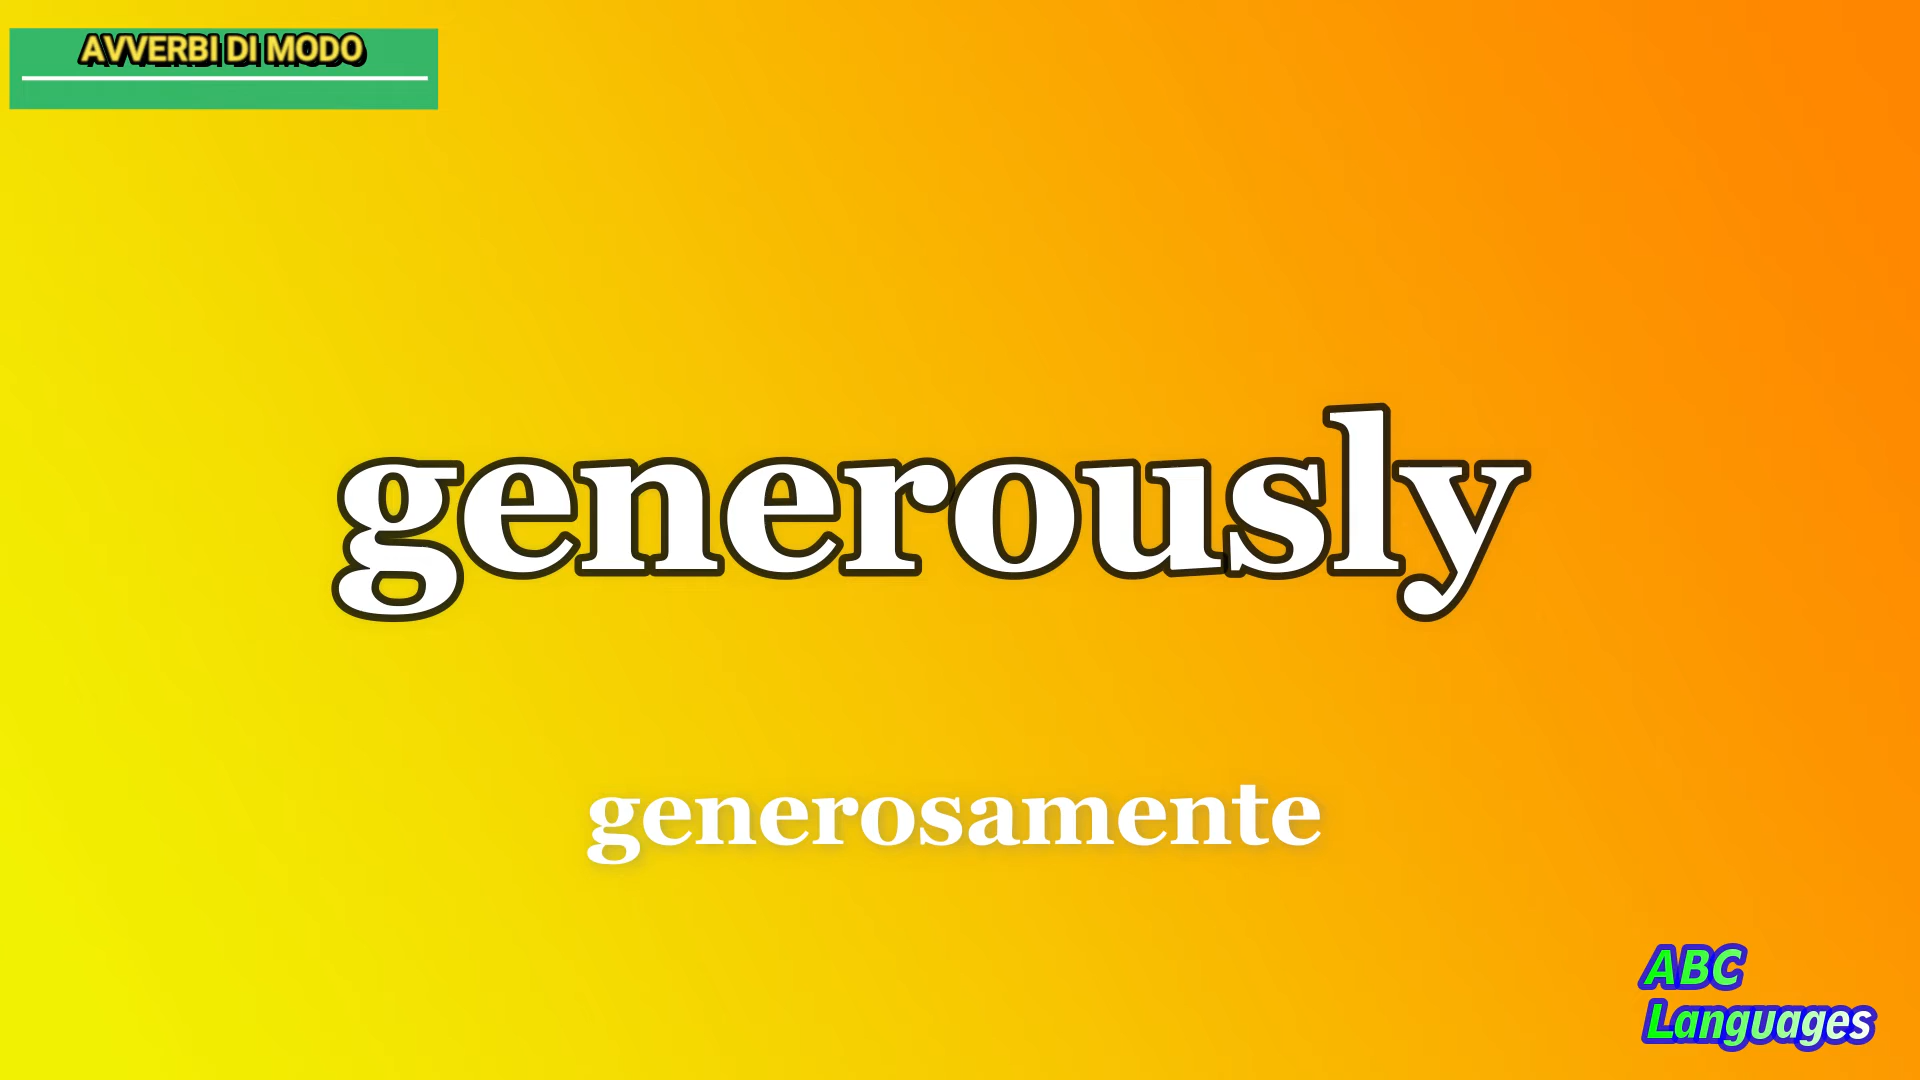 AVVERBI DI MODO
generously
generosamente
ABC
Languages